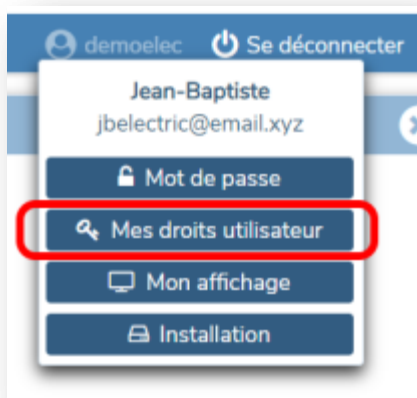 demoelec Se déconnecter
Jean-Baptiste
jbelectric@email.xyz
Mot de passe
Mes droits utilisateur
Mon affichage
Installation